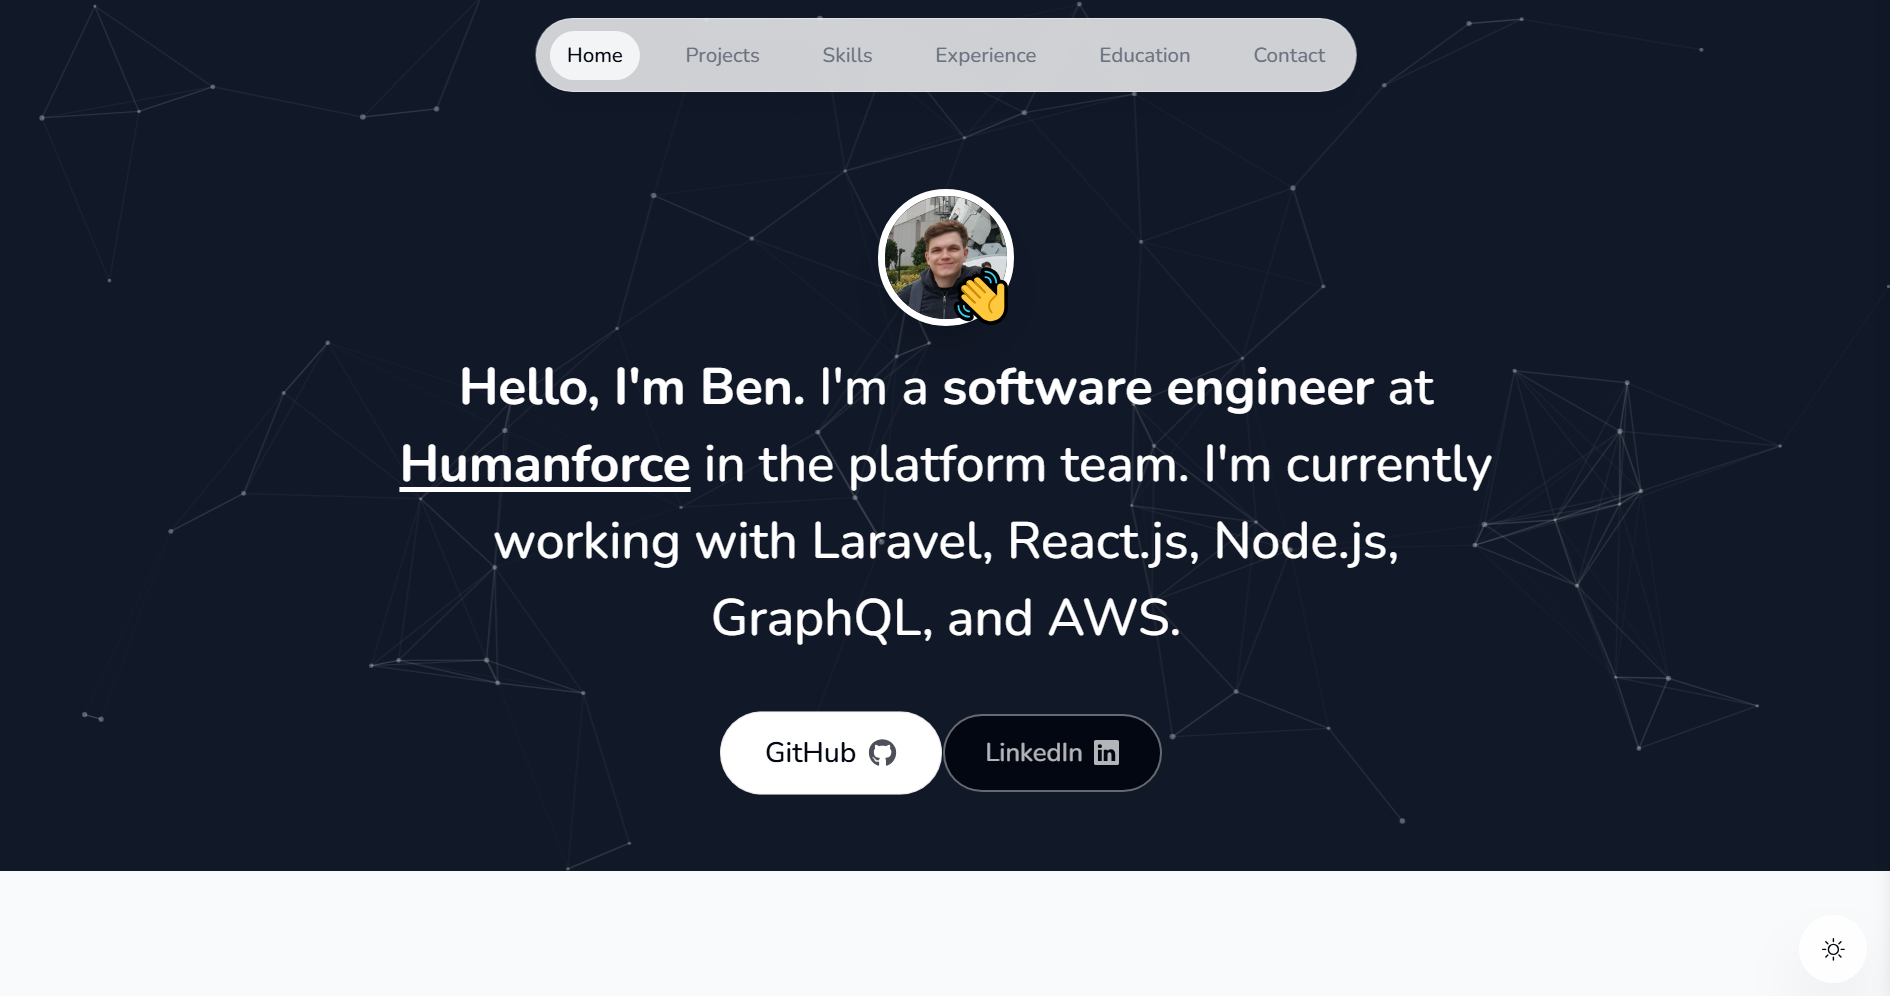 Home Projects Skills Experience Education Contact
Hello, I'm Ben. I'm a software engineer at
Humanforce in the platform team. I'm currently
working with Laravel, React.js, Node.js,
GraphQL, and AWS.
GitHub LinkedIn